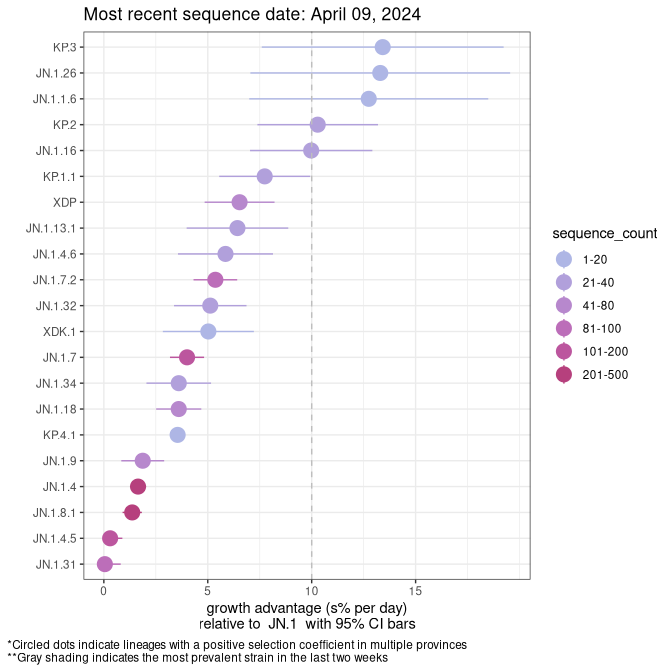 Most recent sequence date: April 09, 2024
KP.3
JN.1.26
JN.1.1.6
KP.2
JN.1.16
KP.1.1
XDP
JN.1.13.1
JN.1.4.6
JN.1.7.2
JN.1.32
XDK.1
JN.1.7
JN.1.34
JN.1.18
KP.4.1
JN.1.9
JN.1.4
JN.1.8.1
JN.1.4.5
JN.1.31
0 5 10 15
growth advantage (s% per day)
relative to JN.1 with 95% CI bars
sequence_count
1-20
21-40
41-80
81-100
101-200
201-500
*Circled dots indicate lineages with a positive selection coefficient in multiple provinces
**Gray shading indicates the most prevalent strain in the last two weeks